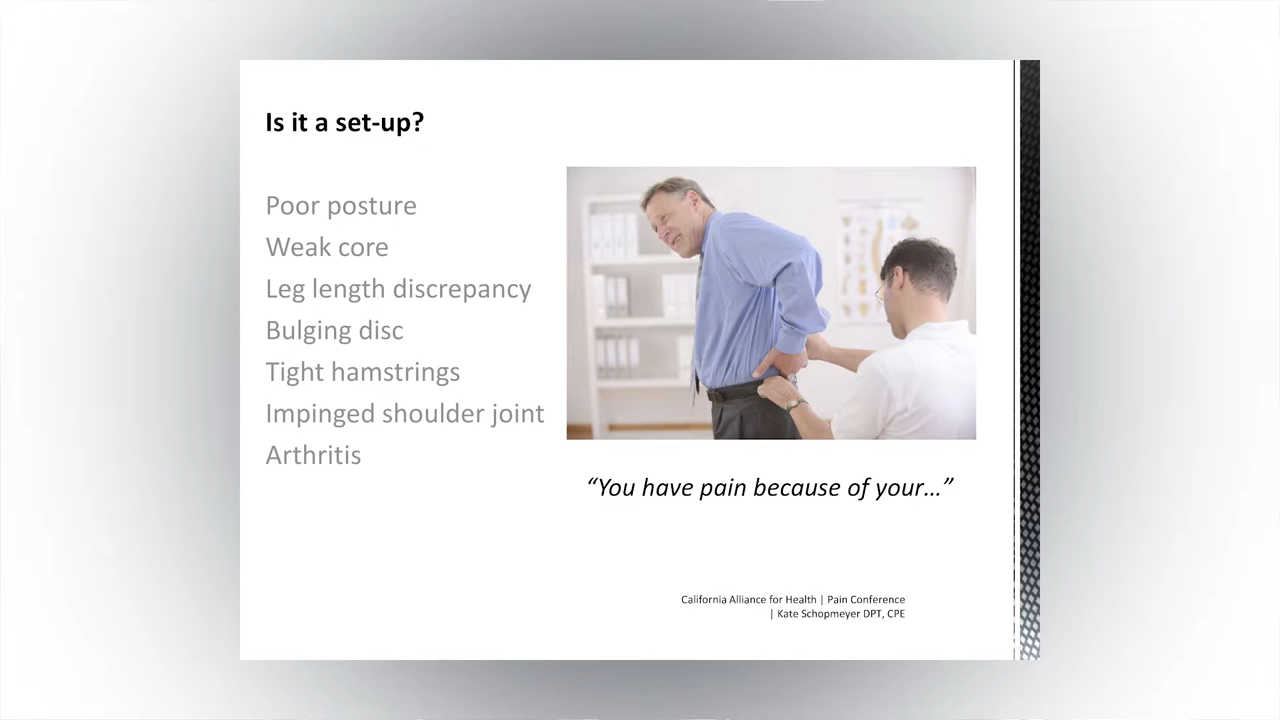 Is it a set-up?
Poor posture
Weak core
Leg length discrepancy
Bulging disc
Tight hamstrings
Impinged shoulder joint
Arthritis
“You have pain because of your…”
California Alliance for Health | Pain Conference
| Kate Schopmeyer DPT, CPE